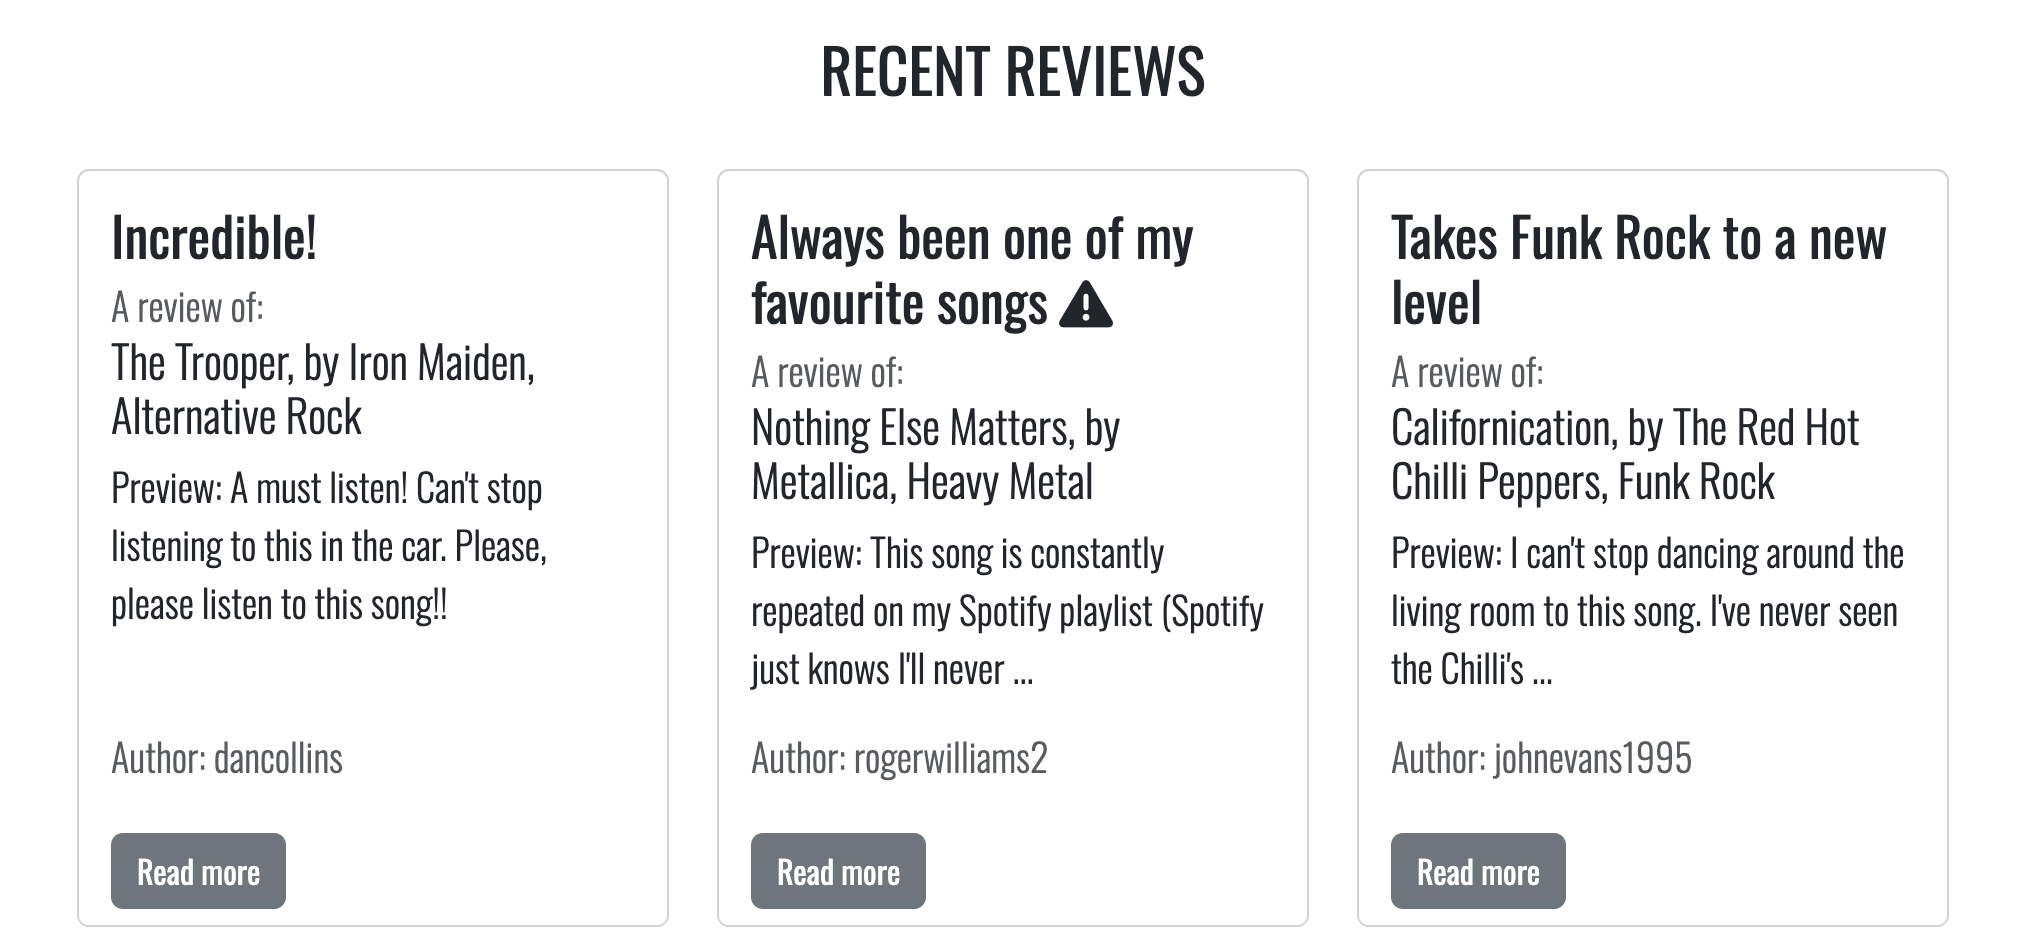 RECENT REVIEWS
Incredible!
A review of:
The Trooper, by Iron Maiden,
Alternative Rock
Preview: A must listen! Can't stop
listening to this in the car. Please,
please listen to this song!!
Author: dancollins
Read more
Always been one of my
favourite songs
A review of:
Nothing Else Matters, by
Metallica, Heavy Metal
Preview: This song is constantly
repeated on my Spotify playlist (Spotify
just knows I'll never ...
Author: rogerwilliams2
Read more
Takes Funk Rock to a new
level
A review of:
Californication, by The Red Hot
Chilli Peppers, Funk Rock
Preview: I can't stop dancing around the
living room to this song. I've never seen
the Chilli's ...
Author: johnevans1995
Read more